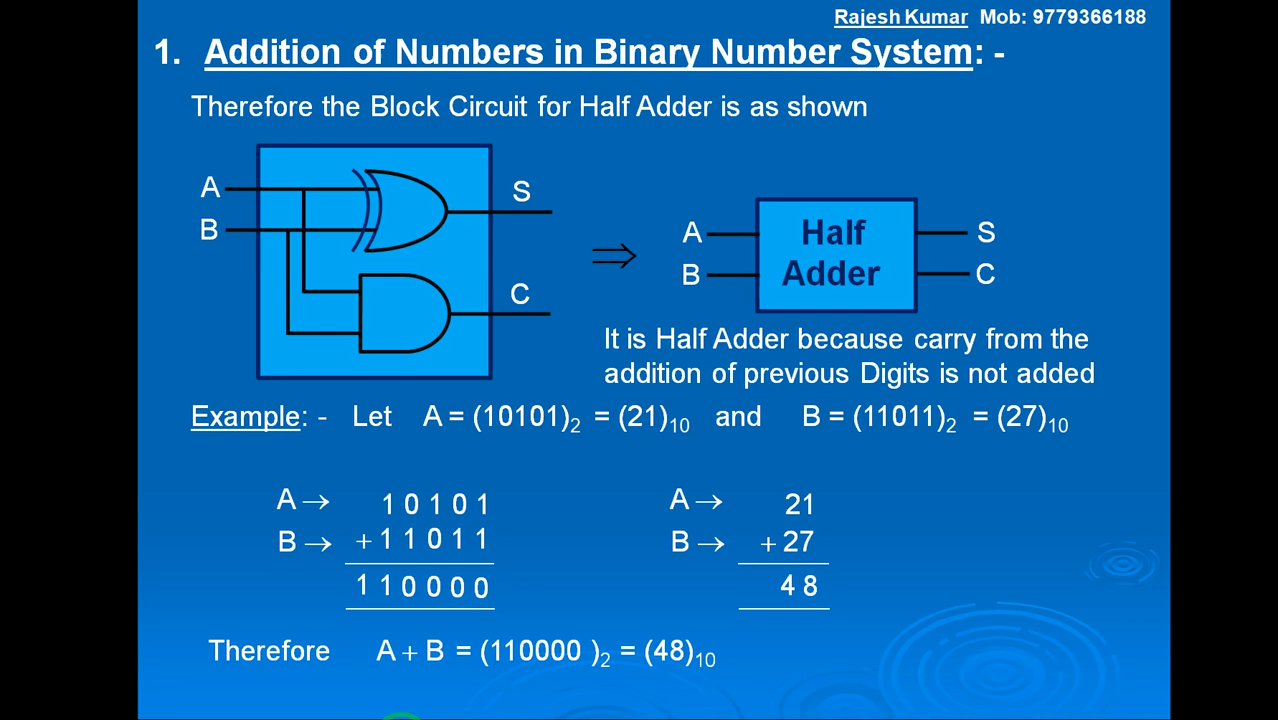 Rajesh Kumar Mob: 9779366188
1. Addition of Numbers in Binary Number System: -
Therefore the Block Circuit for Half Adder is as shown
A
B
S
C
⇒
A
B
Half
Adder
S
C
It is Half Adder because carry from the
addition of previous Digits is not added
Example: - Let A = (10101)₂ = (21)₁₀ and B = (11011)₂ = (27)₁₀
A → 1 0 1 0 1
B → + 1 1 0 1 1
1 1 0 0 0 0
A → 21
B → + 27
4 8
Therefore A + B = (110000 )₂ = (48)₁₀